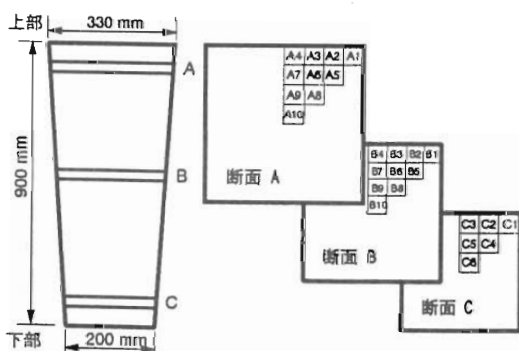 上部
330 mm
A
900 mm
B
C
下部
200 mm
A4 A3 A2 A1
A7 A6 A5
A9 A8
A10
断面 A
B4 B3 B2 B1
B7 B6 B5
B9 B8
B10
断面 B
C3 C2 C1
C5 C4
C6
断面 C